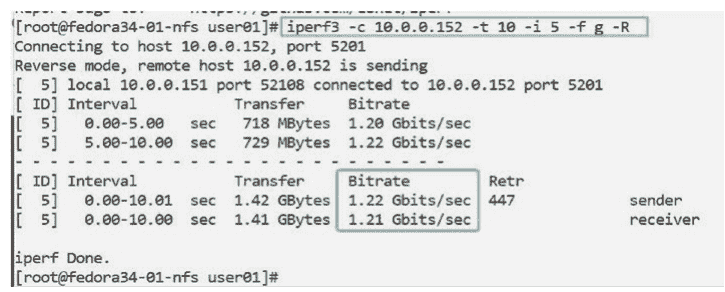 [root@fedora34-01-nfs user01]# iperf3 -c 10.0.0.152 -t 10 -i 5 -f g -R
Connecting to host 10.0.0.152, port 5201
Reverse mode, remote host 10.0.0.152 is sending
[  5] local 10.0.0.151 port 52108 connected to 10.0.0.152 port 5201
[ ID] Interval           Transfer     Bitrate
[  5]   0.00-5.00   sec   718 MBytes  1.20 Gbits/sec
[  5]   5.00-10.00  sec   729 MBytes  1.22 Gbits/sec
- - - - - - - - - - - - - - - - - - - - - - - - -
[ ID] Interval           Transfer     Bitrate         Retr
[  5]   0.00-10.01  sec  1.42 GBytes  1.22 Gbits/sec  447             sender
[  5]   0.00-10.00  sec  1.41 GBytes  1.21 Gbits/sec                  receiver
iperf Done.
[root@fedora34-01-nfs user01]#